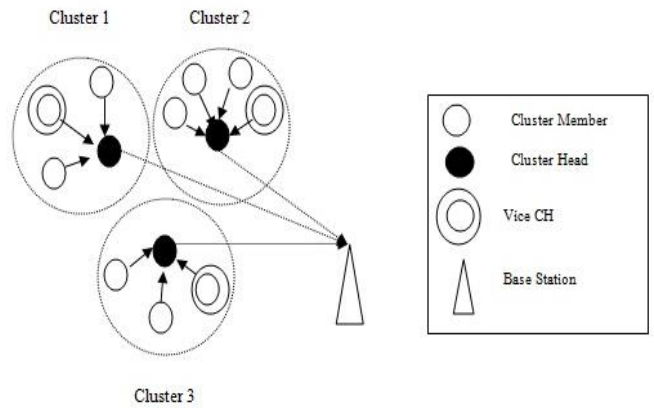 Cluster 1
Cluster 2
Cluster Member
Cluster Head
Vice CH
Base Station
Cluster 3